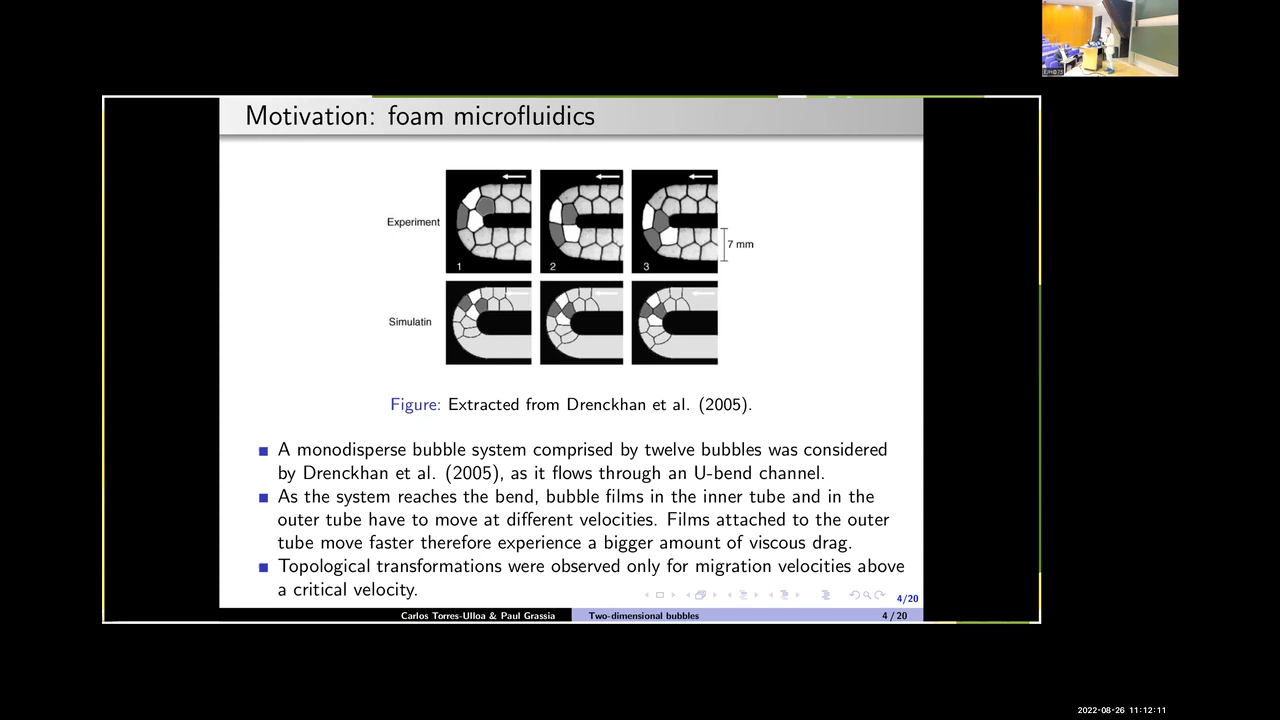 Motivation: foam microfluidics
Experiment
1
2
3
7 mm
Simulatin
Figure: Extracted from Drenckhan et al. (2005).
A monodisperse bubble system comprised by twelve bubbles was considered
by Drenckhan et al. (2005), as it flows through an U-bend channel.
As the system reaches the bend, bubble films in the inner tube and in the
outer tube have to move at different velocities. Films attached to the outer
tube move faster therefore experience a bigger amount of viscous drag.
Topological transformations were observed only for migration velocities above
a critical velocity.
4/20
Carlos Torres-Ulloa & Paul Grassia
Two-dimensional bubbles
4 / 20
2022-08-26 11:12:11